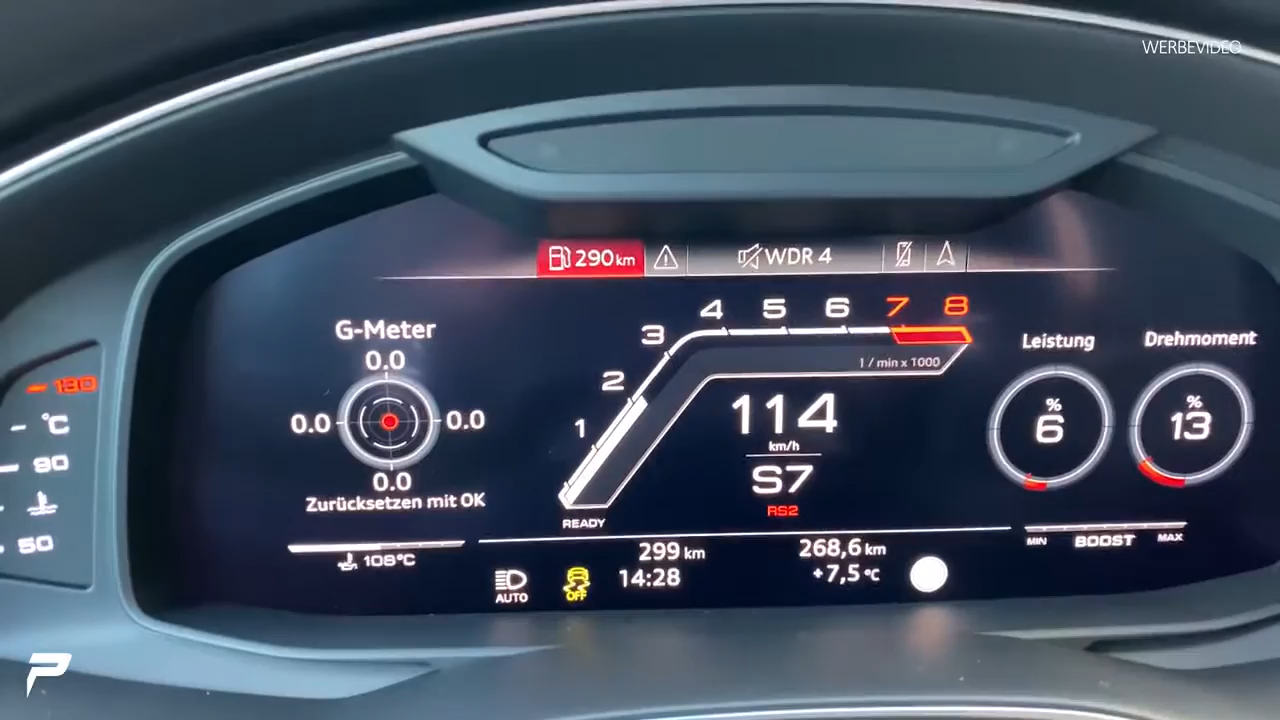 WERBEVIDEO
290 km
WDR 4
G-Meter
0.0
0.0
0.0
0.0
Zurücksetzen mit OK
108°C
130
°C
90
50
1
2
3
4
5
6
7
8
1 / min x 1000
READY
114
km/h
S7
RS2
Leistung
%
6
Drehmoment
%
13
MIN
BOOST
MAX
AUTO
OFF
299 km
14:28
268,6 km
+7,5 °C
P